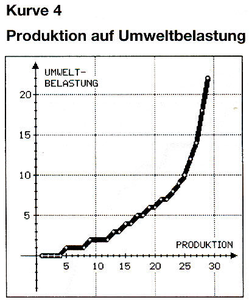 Kurve 4
Produktion auf Umweltbelastung
UMWELT-
BELASTUNG
20
15
10
5
PRODUKTION
5
10
15
20
25
30